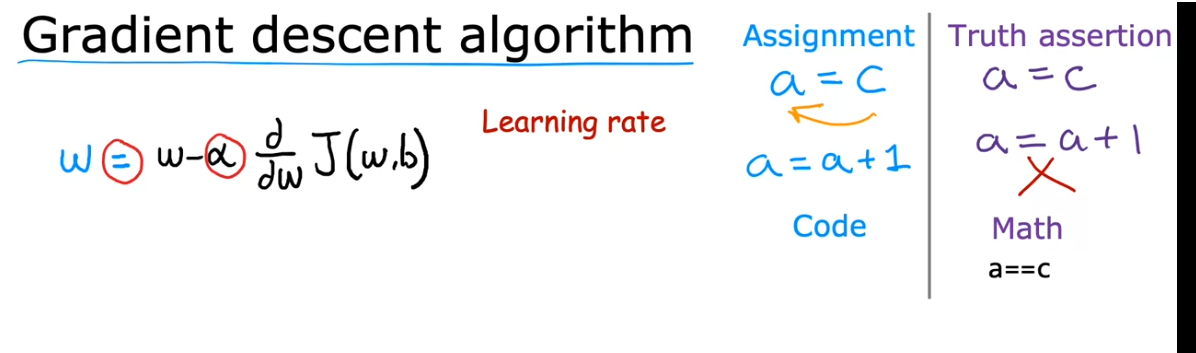 Gradient descent algorithm
w = w-α d/dw J(w,b)
Learning rate
Assignment
a = c
a = a+1
Code
Truth assertion
a = c
a = a+1
Math
a==c